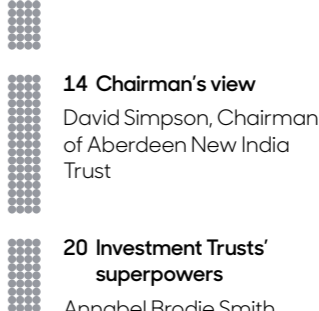 14 Chairman’s view
David Simpson, Chairman
of Aberdeen New India
Trust
20 Investment Trusts’
superpowers
Annabel Brodie Smith